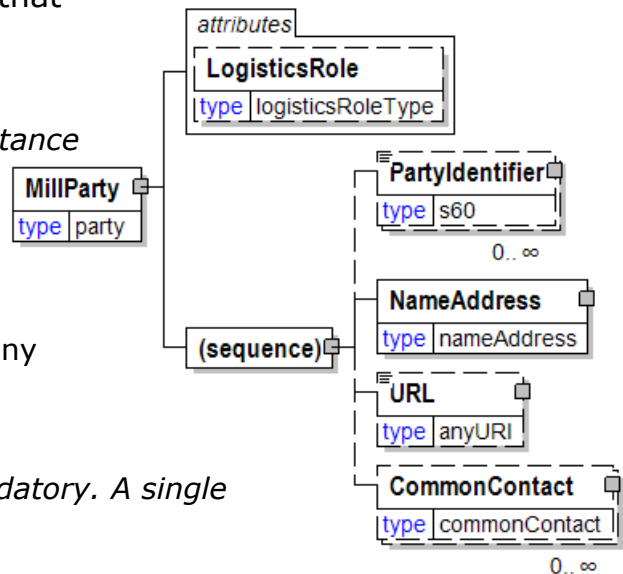 that
attributes
LogisticsRole
type logisticsRoleType
tance
MillParty
type party
PartyIdentifier
type s60
0.. ∞
NameAddress
type nameAddress
ny
(sequence)
URL
type anyURI
datory. A single
CommonContact
type commonContact
0.. ∞